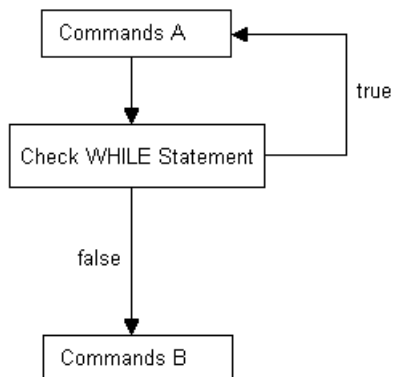 Commands A
true
Check WHILE Statement
false
Commands B